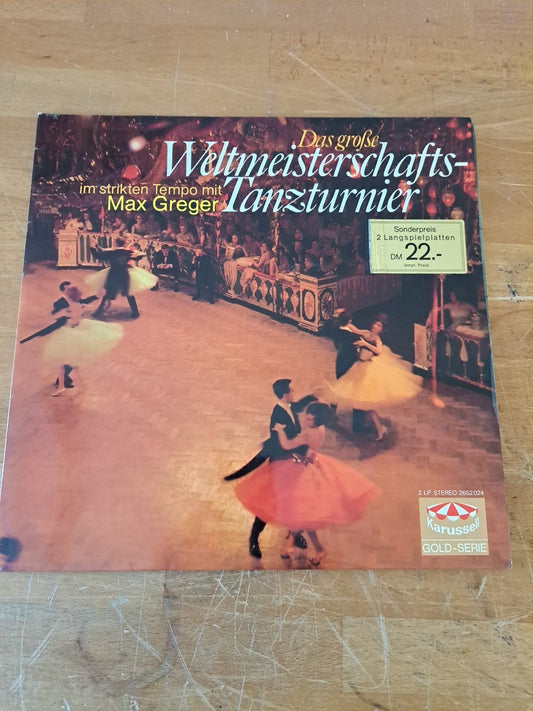 Das große
Weltmeisterschafts-
im strikten Tempo mit
Max Greger
Tanzturnier
Sonderpreis
2 Langspielplatten
DM 22.-
2 LP STEREO 2652 024
Karussell
GOLD-SERIE